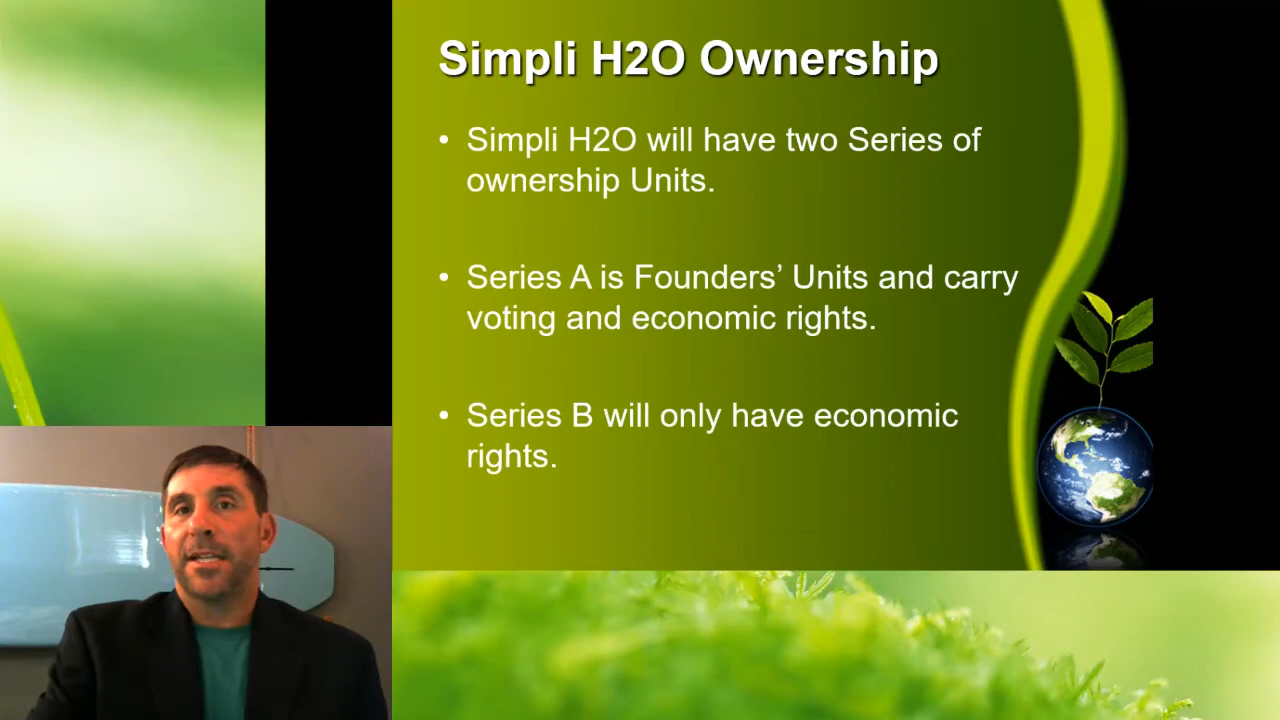 Simpli H2O Ownership
• Simpli H2O will have two Series of
ownership Units.
• Series A is Founders’ Units and carry
voting and economic rights.
• Series B will only have economic
rights.